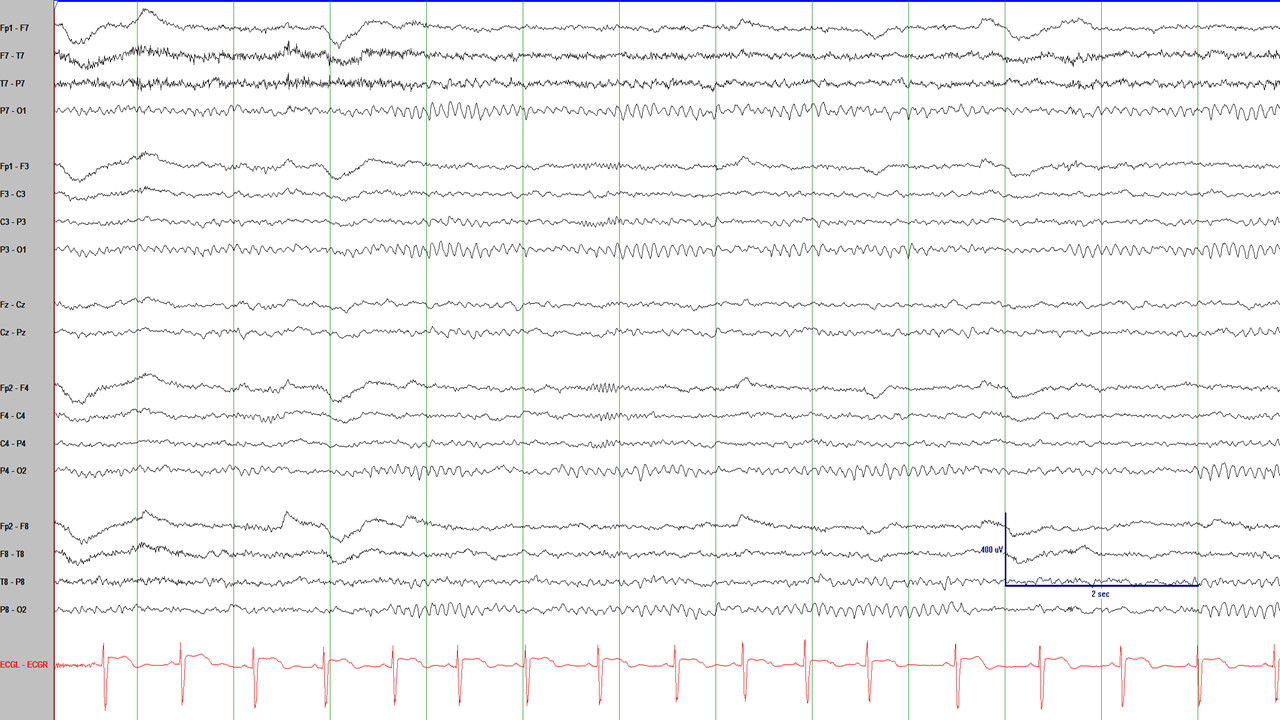 Fp1 - F7
F7 - T7
T7 - P7
P7 - O1
Fp1 - F3
F3 - C3
C3 - P3
P3 - O1
Fz - Cz
Cz - Pz
Fp2 - F4
F4 - C4
C4 - P4
P4 - O2
Fp2 - F8
F8 - T8
400 uV
T8 - P8
2 sec
P8 - O2
ECGL - ECGR